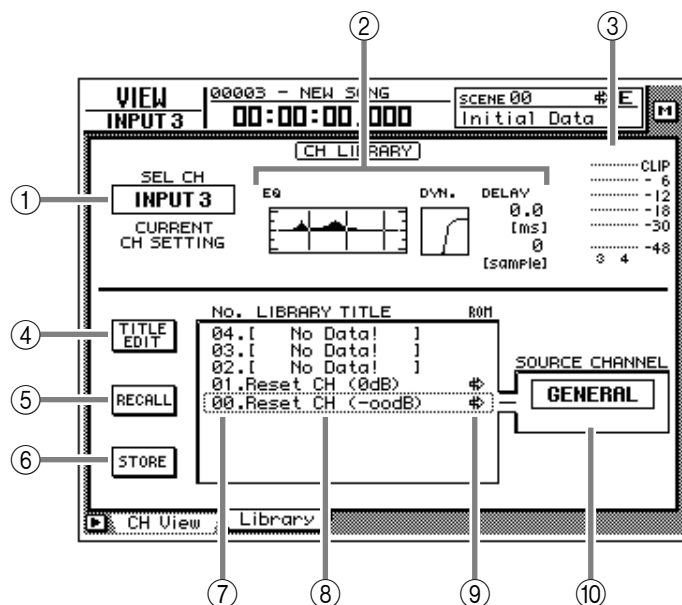 ② ③
VIEW 00003 - NEW SONG SCENE 00 E
INPUT 3 00:00:00.000 Initial Data M
CH LIBRARY
① SEL CH
INPUT 3
CURRENT
CH SETTING
EQ DYN. DELAY
0.0
[ms]
0
[sample]
CLIP
- 6
-12
-18
-30
-48
3 4
No. LIBRARY TITLE ROM
④ TITLE EDIT
04.[ No Data! ]
03.[ No Data! ]
02.[ No Data! ]
⑤ RECALL
01.Reset CH (0dB)
00.Reset CH (-oodB)
SOURCE CHANNEL
GENERAL
⑥ STORE
CH View Library
⑦ ⑧ ⑨ ⑩